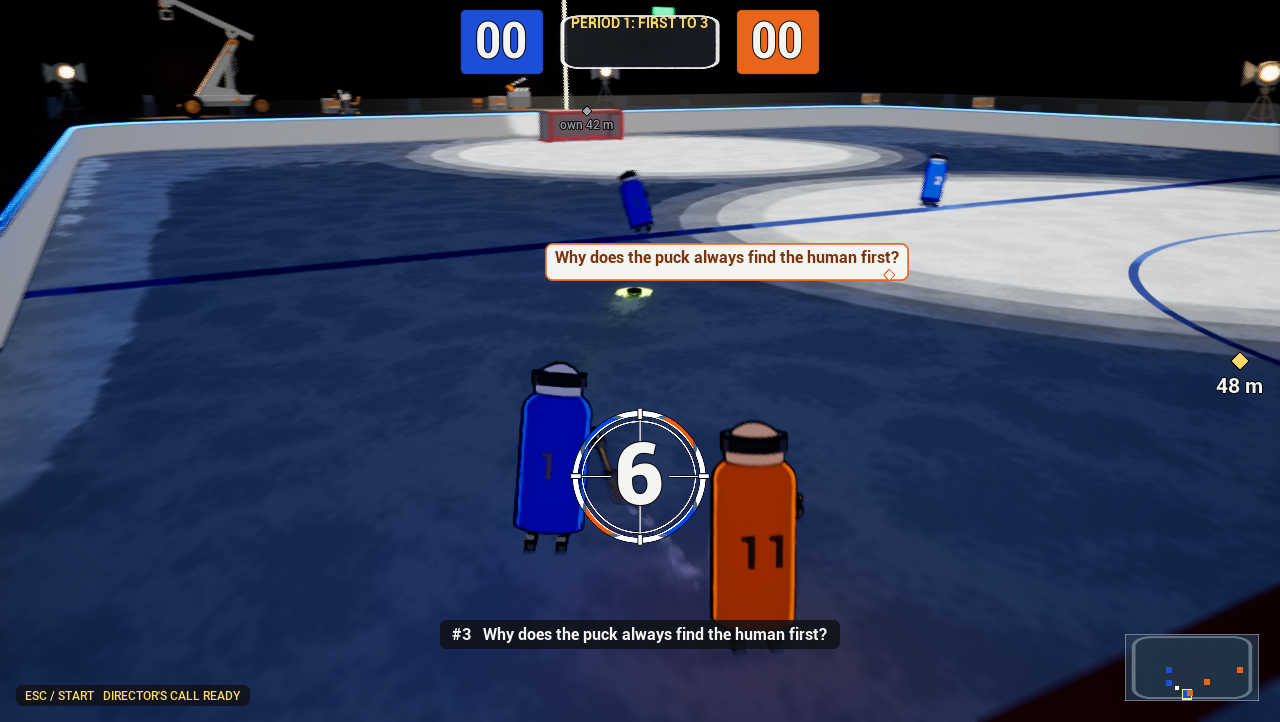 00
PERIOD 1: FIRST TO 3
00
own 42 m
Why does the puck always find the human first?
48 m
1
6
11
#3 Why does the puck always find the human first?
ESC / START DIRECTOR'S CALL READY